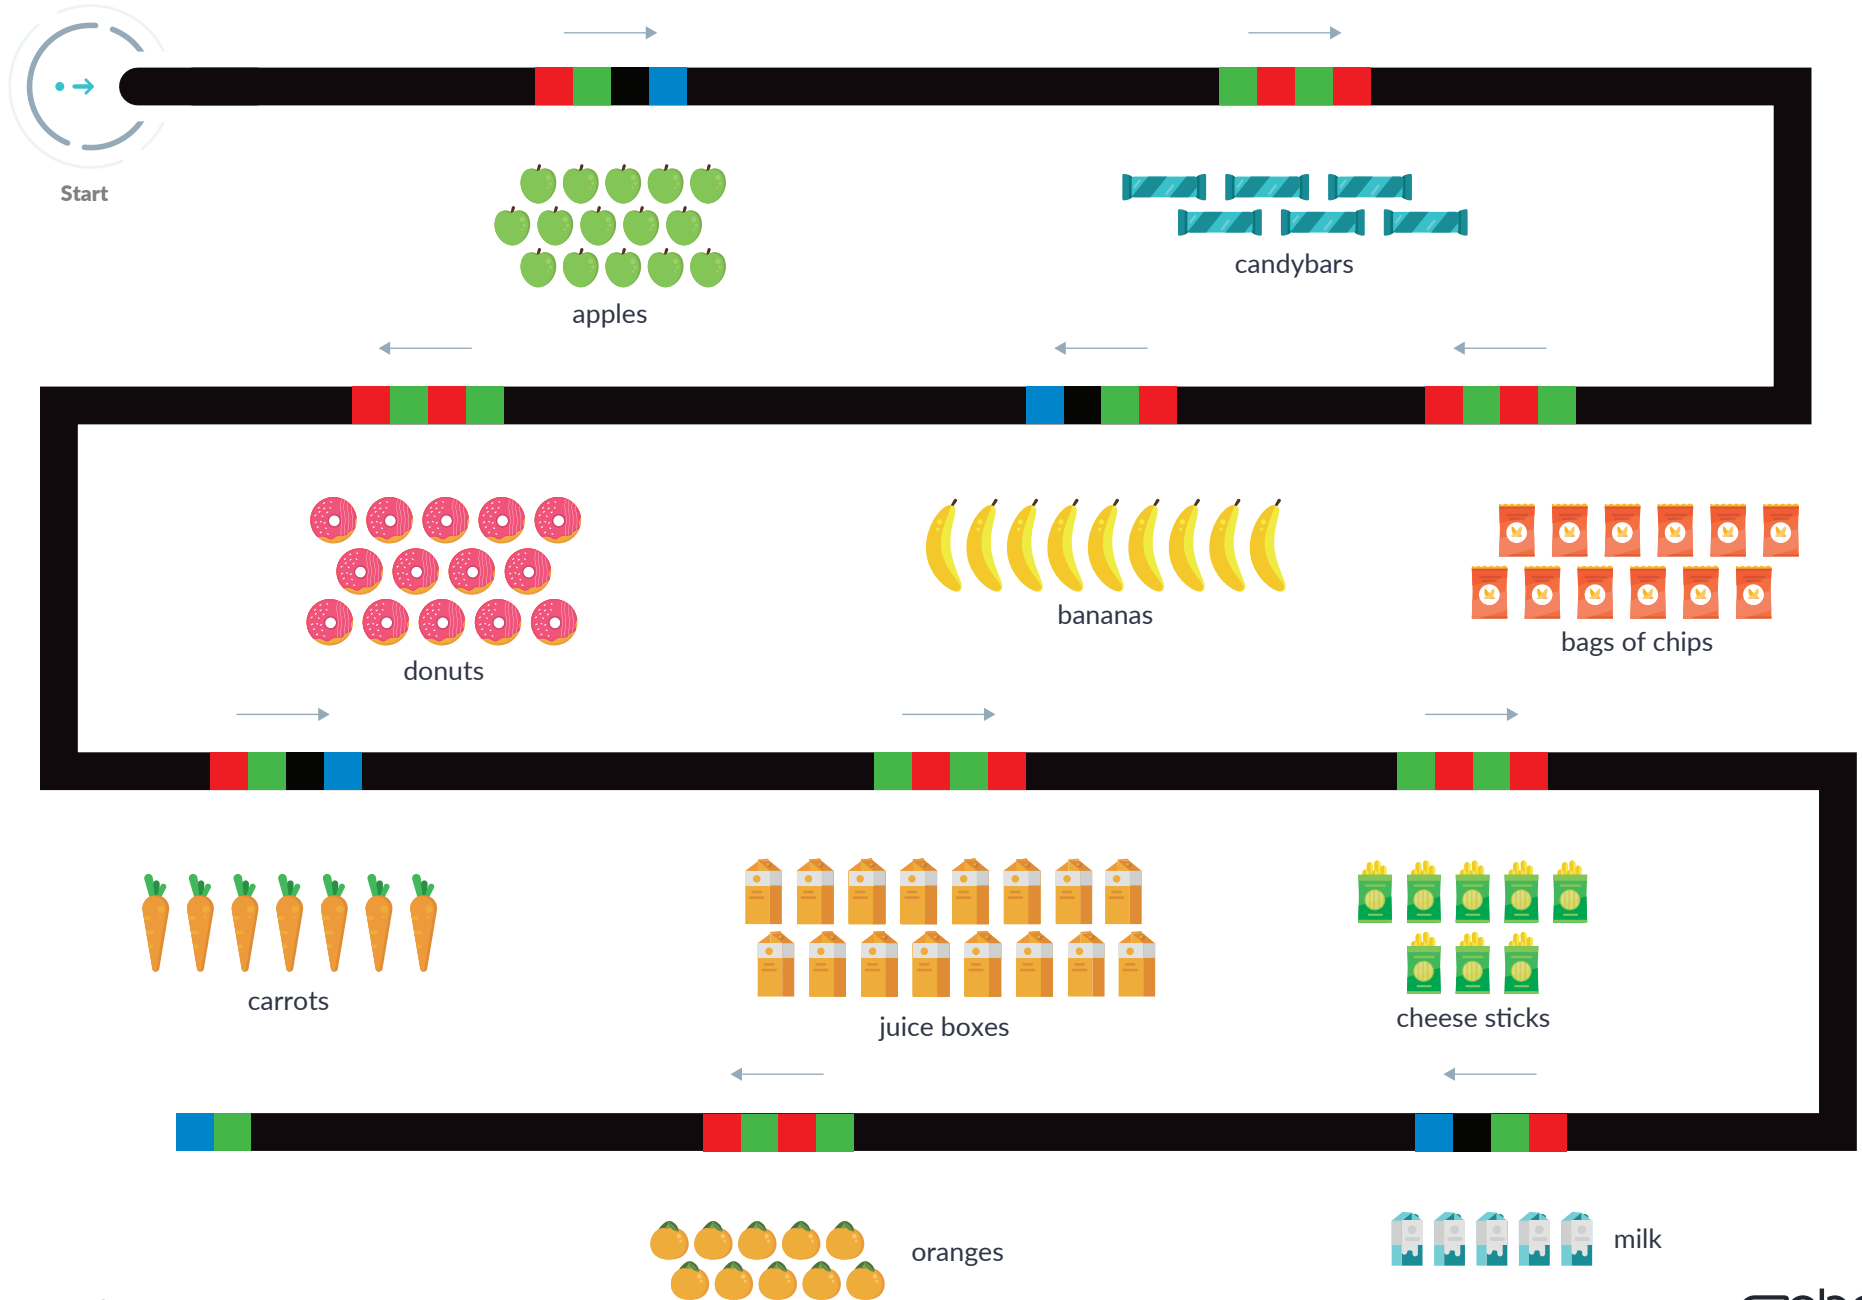 Start
apples
candybars
donuts
bananas
bags of chips
carrots
juice boxes
cheese sticks
oranges
milk